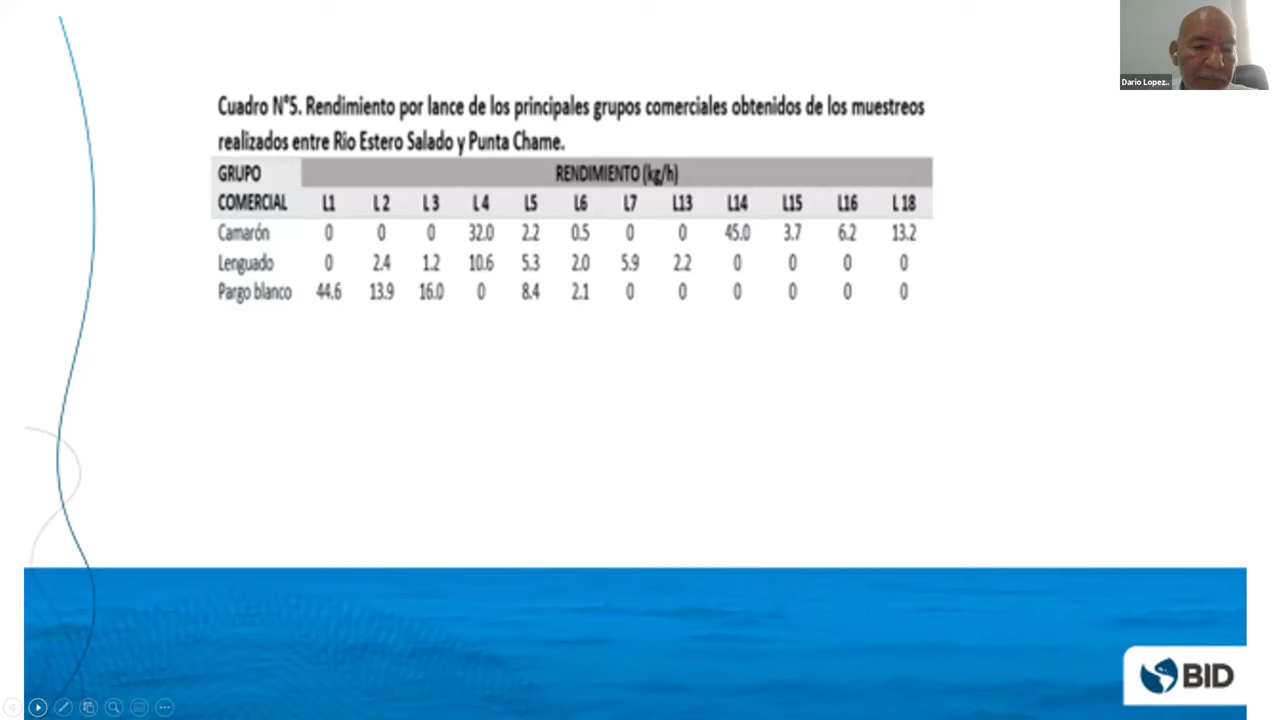 Dario Lopez..
Cuadro N°5. Rendimiento por lance de los principales grupos comerciales obtenidos de los muestreos
realizados entre Rio Estero Salado y Punta Chame.
GRUPO RENDIMIENTO (kg/h)
COMERCIAL L1 L 2 L 3 L 4 L5 L6 L7 L13 L14 L15 L16 L 18
Camarón 0 0 0 32.0 2.2 0.5 0 0 45.0 3.7 6.2 13.2
Lenguado 0 2.4 1.2 10.6 5.3 2.0 5.9 2.2 0 0 0 0
Pargo blanco 44.6 13.9 16.0 0 8.4 2.1 0 0 0 0 0 0
BID